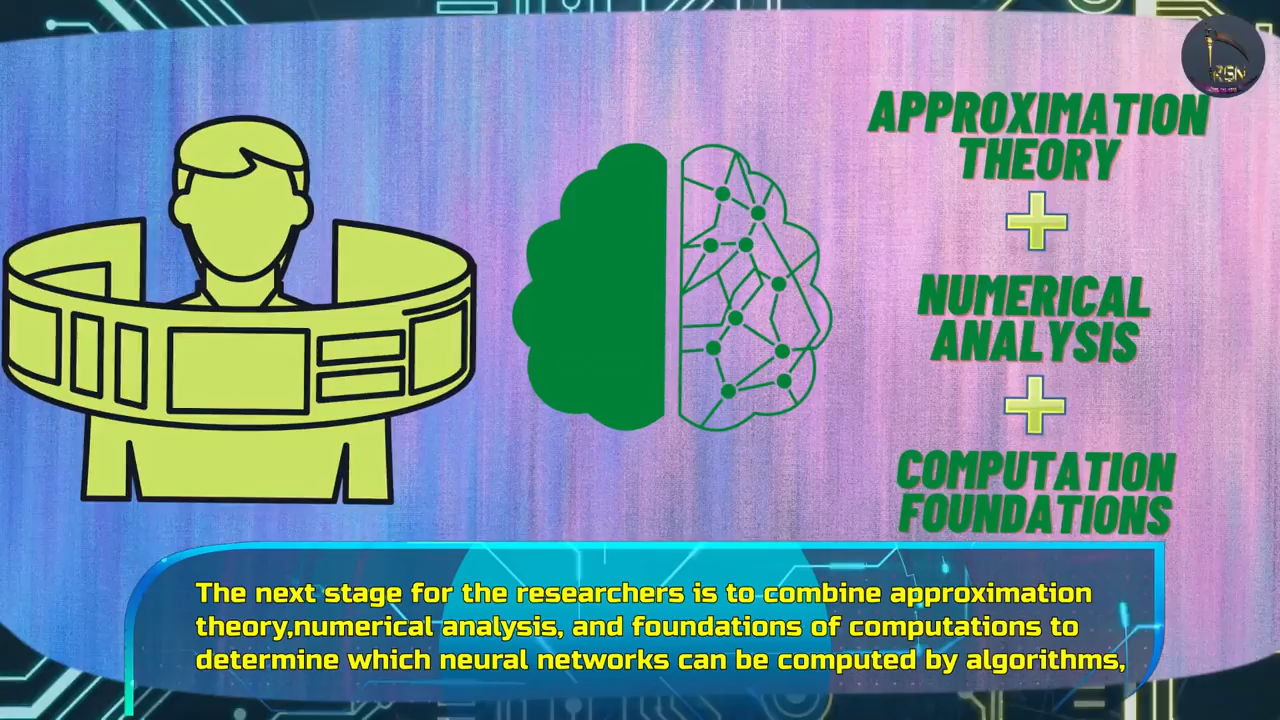 RSN
APPROXIMATION
THEORY
+
NUMERICAL
ANALYSIS
+
COMPUTATION
FOUNDATIONS
The next stage for the researchers is to combine approximation
theory,numerical analysis, and foundations of computations to
determine which neural networks can be computed by algorithms,